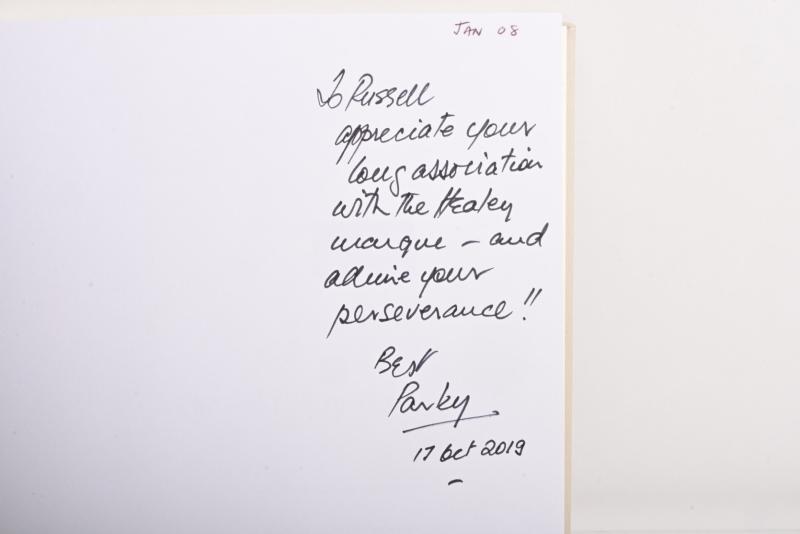 JAN 08
To Russell
appreciate your
long association
with the Healey
marque – and
admire your
perseverance!!
Best
Parky
17 Oct 2019